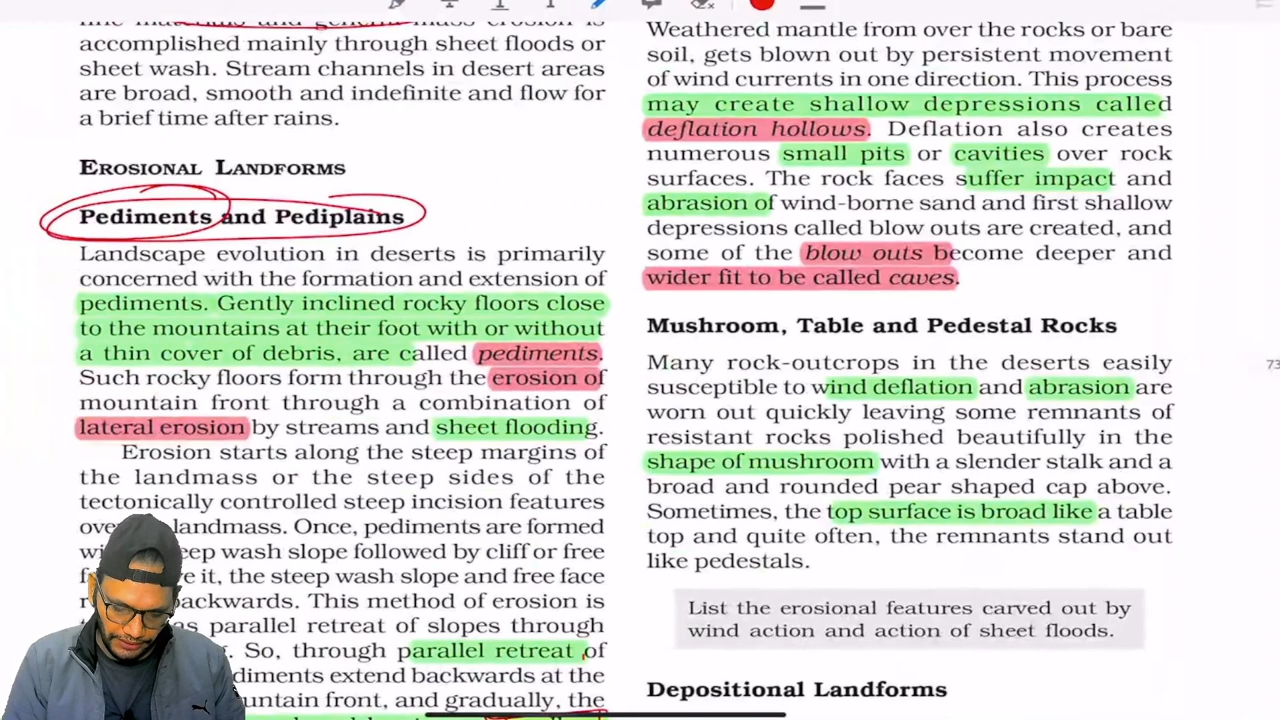 accomplished mainly through sheet floods or
sheet wash. Stream channels in desert areas
are broad, smooth and indefinite and flow for
a brief time after rains.
EROSIONAL LANDFORMS
Pediments and Pediplains
Landscape evolution in deserts is primarily
concerned with the formation and extension of
pediments. Gently inclined rocky floors close
to the mountains at their foot with or without
a thin cover of debris, are called pediments.
Such rocky floors form through the erosion of
mountain front through a combination of
lateral erosion by streams and sheet flooding.
Erosion starts along the steep margins of
the landmass or the steep sides of the
tectonically controlled steep incision features
landmass. Once, pediments are formed
wash slope followed by cliff or free
it, the steep wash slope and free face
backwards. This method of erosion is
parallel retreat of slopes through
So, through parallel retreat of
extend backwards at the
front, and gradually, the
Weathered mantle from over the rocks or bare
soil, gets blown out by persistent movement
of wind currents in one direction. This process
may create shallow depressions called
deflation hollows. Deflation also creates
numerous small pits or cavities over rock
surfaces. The rock faces suffer impact and
abrasion of wind-borne sand and first shallow
depressions called blow outs are created, and
some of the blow outs become deeper and
wider fit to be called caves.
Mushroom, Table and Pedestal Rocks
Many rock-outcrops in the deserts easily
susceptible to wind deflation and abrasion are
worn out quickly leaving some remnants of
resistant rocks polished beautifully in the
shape of mushroom with a slender stalk and a
broad and rounded pear shaped cap above.
Sometimes, the top surface is broad like a table
top and quite often, the remnants stand out
like pedestals.
List the erosional features carved out by
wind action and action of sheet floods.
Depositional Landforms
73